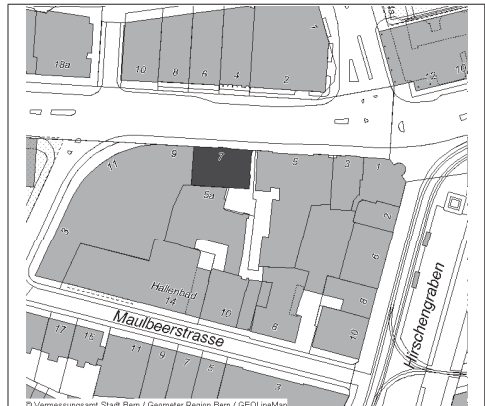 18a
10 8 6 4 2
4
12 10
11 9 7 5 3 1
5a
2
3
6
Hallenbad
14 10 8 8
10
Maulbeerstrasse
Hirschengraben
17 15 11 9 7 5 3
© Vermessungsamt Stadt Bern / Geometer Region Bern / GEOLineMap